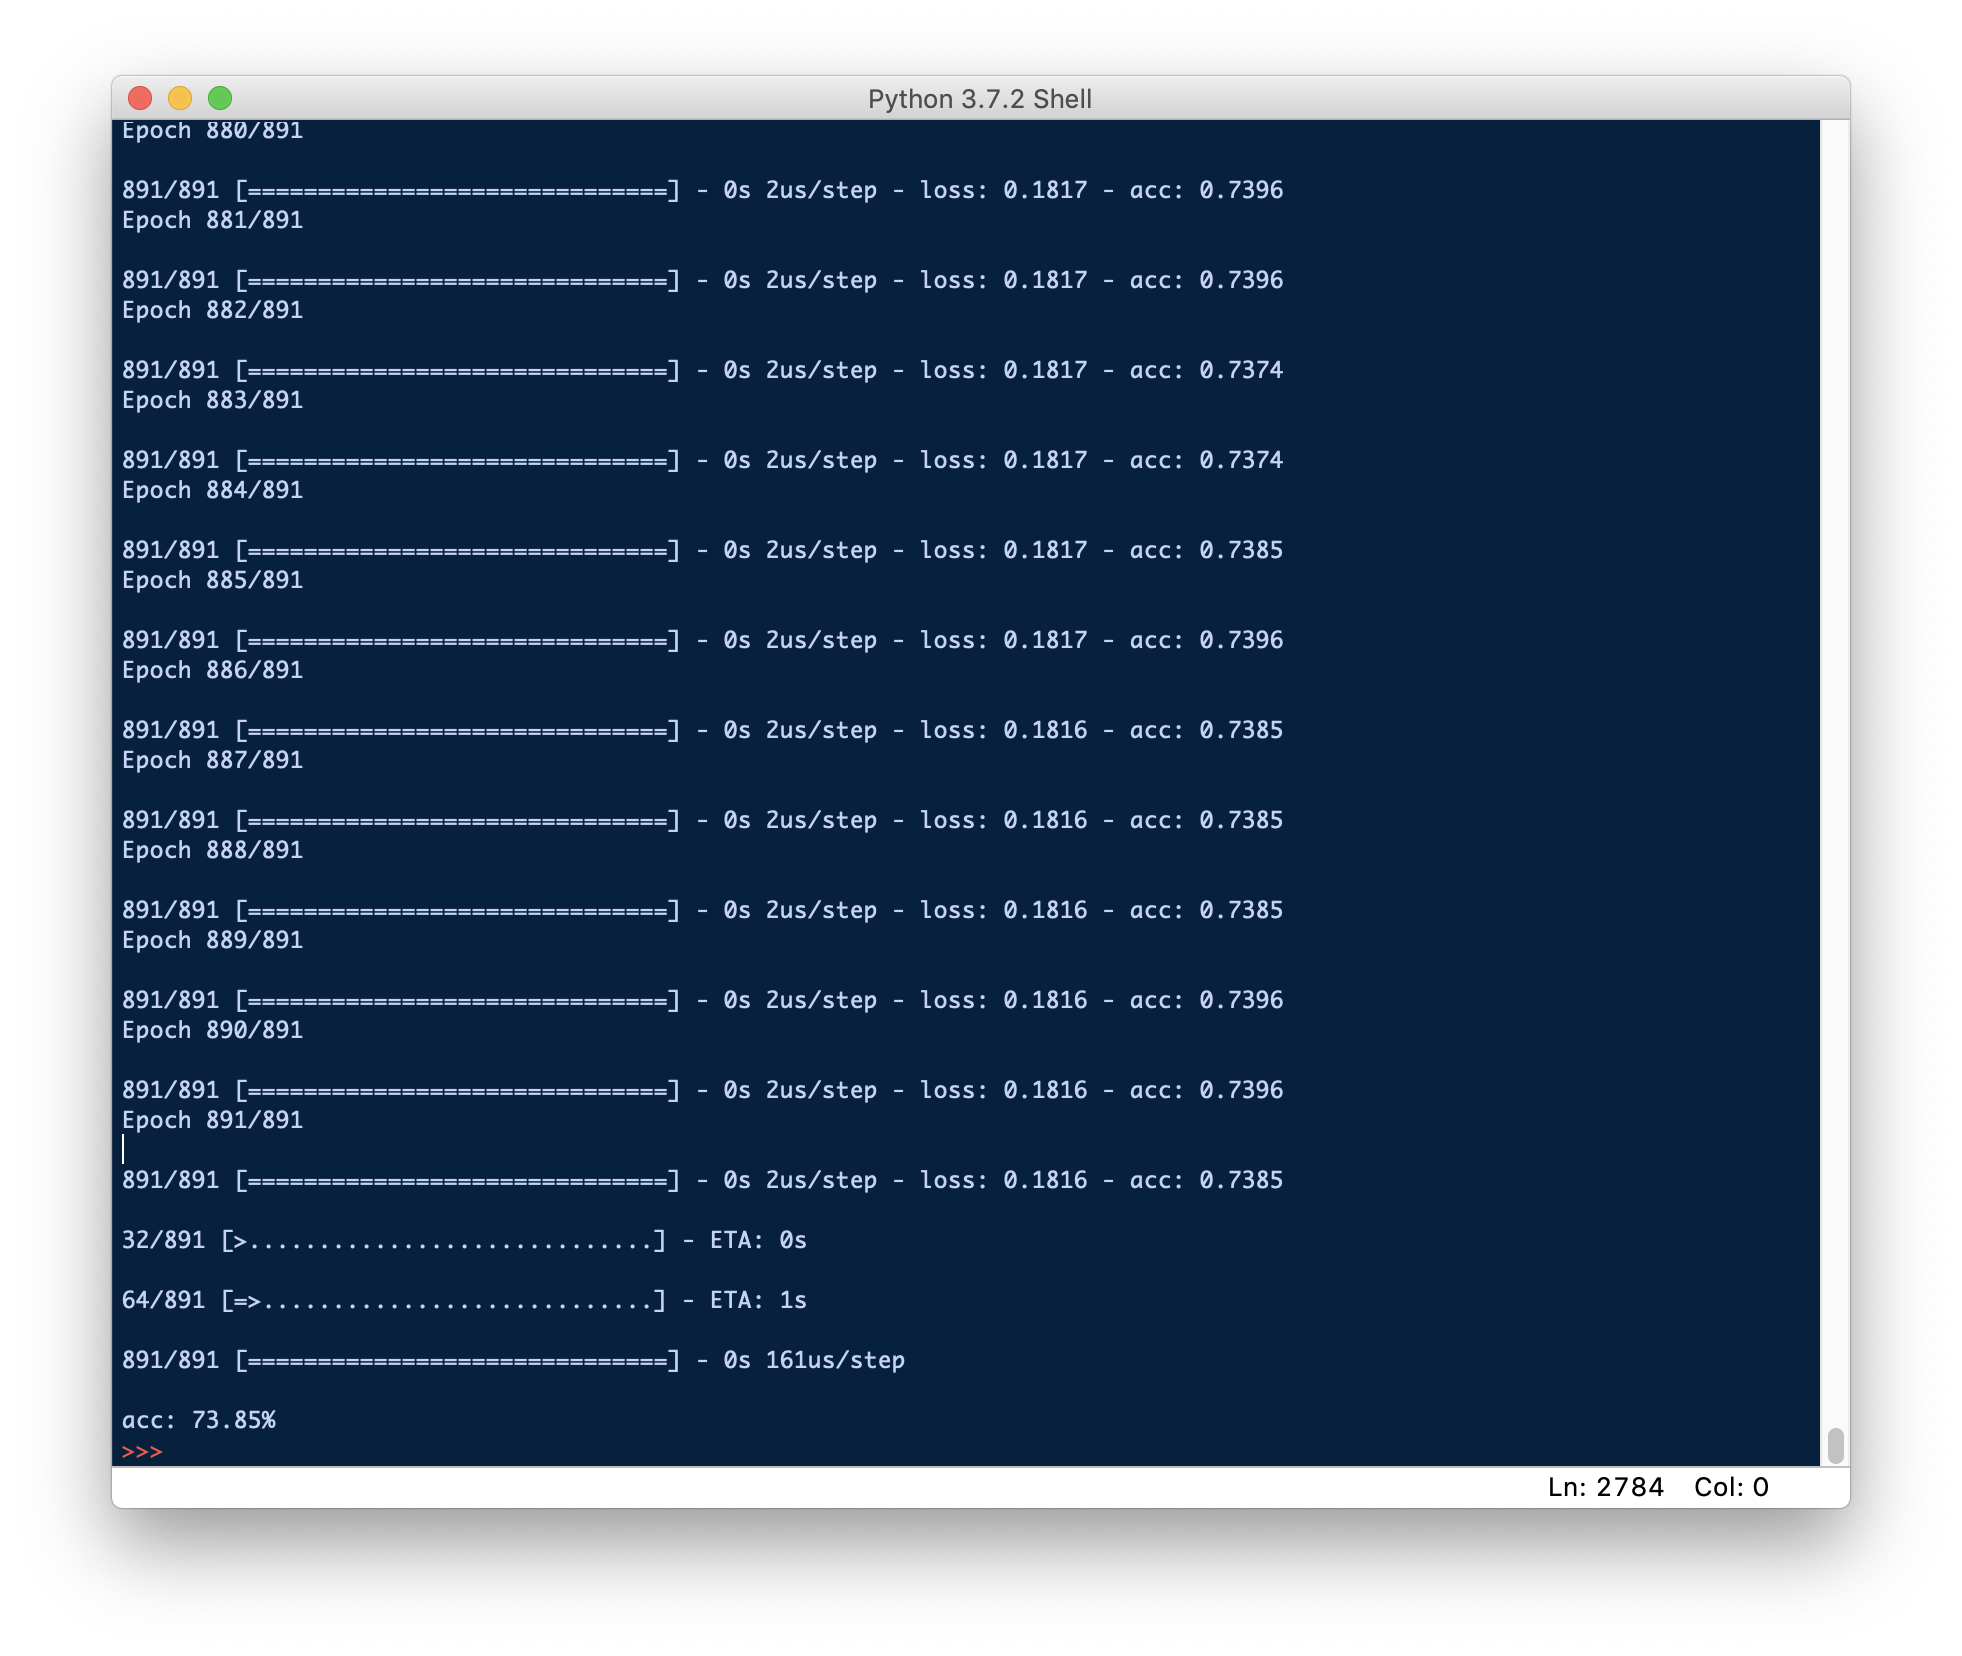 Python 3.7.2 Shell
Epoch 880/891
891/891 [==============================] - 0s 2us/step - loss: 0.1817 - acc: 0.7396
Epoch 881/891
891/891 [==============================] - 0s 2us/step - loss: 0.1817 - acc: 0.7396
Epoch 882/891
891/891 [==============================] - 0s 2us/step - loss: 0.1817 - acc: 0.7374
Epoch 883/891
891/891 [==============================] - 0s 2us/step - loss: 0.1817 - acc: 0.7374
Epoch 884/891
891/891 [==============================] - 0s 2us/step - loss: 0.1817 - acc: 0.7385
Epoch 885/891
891/891 [==============================] - 0s 2us/step - loss: 0.1817 - acc: 0.7396
Epoch 886/891
891/891 [==============================] - 0s 2us/step - loss: 0.1816 - acc: 0.7385
Epoch 887/891
891/891 [==============================] - 0s 2us/step - loss: 0.1816 - acc: 0.7385
Epoch 888/891
891/891 [==============================] - 0s 2us/step - loss: 0.1816 - acc: 0.7385
Epoch 889/891
891/891 [==============================] - 0s 2us/step - loss: 0.1816 - acc: 0.7396
Epoch 890/891
891/891 [==============================] - 0s 2us/step - loss: 0.1816 - acc: 0.7396
Epoch 891/891
891/891 [==============================] - 0s 2us/step - loss: 0.1816 - acc: 0.7385
32/891 [>.............................] - ETA: 0s
64/891 [=>............................] - ETA: 1s
891/891 [==============================] - 0s 161us/step
acc: 73.85%
>>>
Ln: 2784 Col: 0